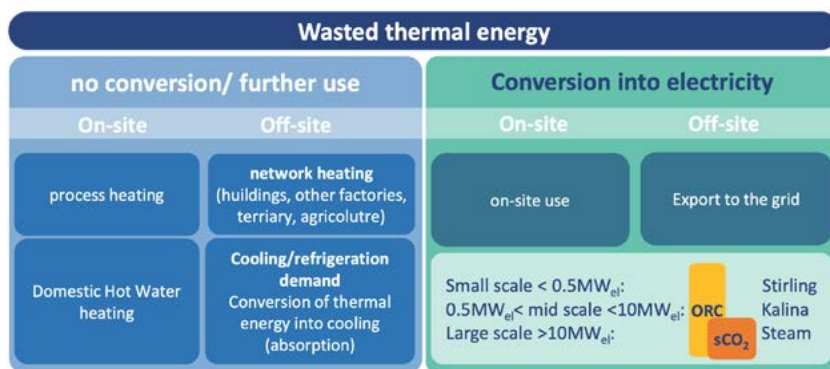 Wasted thermal energy
no conversion/ further use
On-site
Off-site
process heating
network heating
(huildings, other factories,
terriary, agricolutre)
Domestic Hot Water
heating
Cooling/refrigeration
demand
Conversion of thermal
energy into cooling
(absorption)
Conversion into electricity
On-site
Off-site
on-site use
Export to the grid
Small scale < 0.5MWel:
Stirling
0.5MWel< mid scale <10MWel:
ORC
Kalina
Large scale >10MWel:
sCO2
Steam